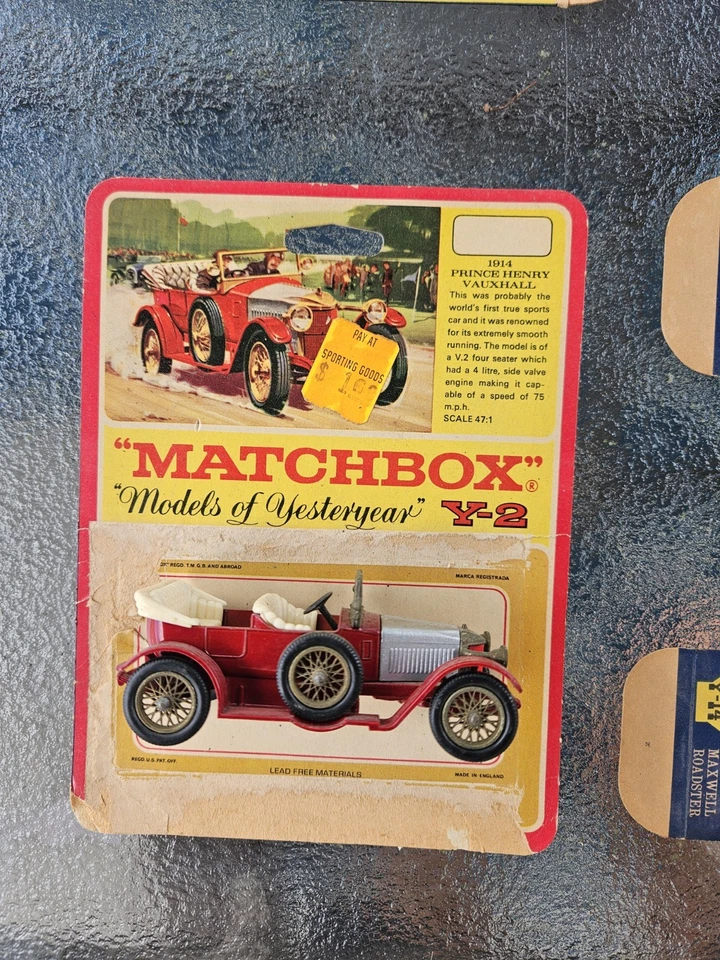 1914
PRINCE HENRY
VAUXHALL
This was probably the
world's first true sports
car and it was renowned
for its extremely smooth
running. The model is of
a V.2 four seater which
had a 4 litre, side valve
engine making it cap-
able of a speed of 75
m.p.h.
SCALE 47:1
PAY AT
SPORTING GOODS
"MATCHBOX"®
"Models of Yesteryear" Y-2
REGD. T.M. G.B. AND ABROAD
MARCA REGISTRADA
REGD. U.S. PAT. OFF.
LEAD FREE MATERIALS
MADE IN ENGLAND
Y-14
MAXWELL
ROADSTER